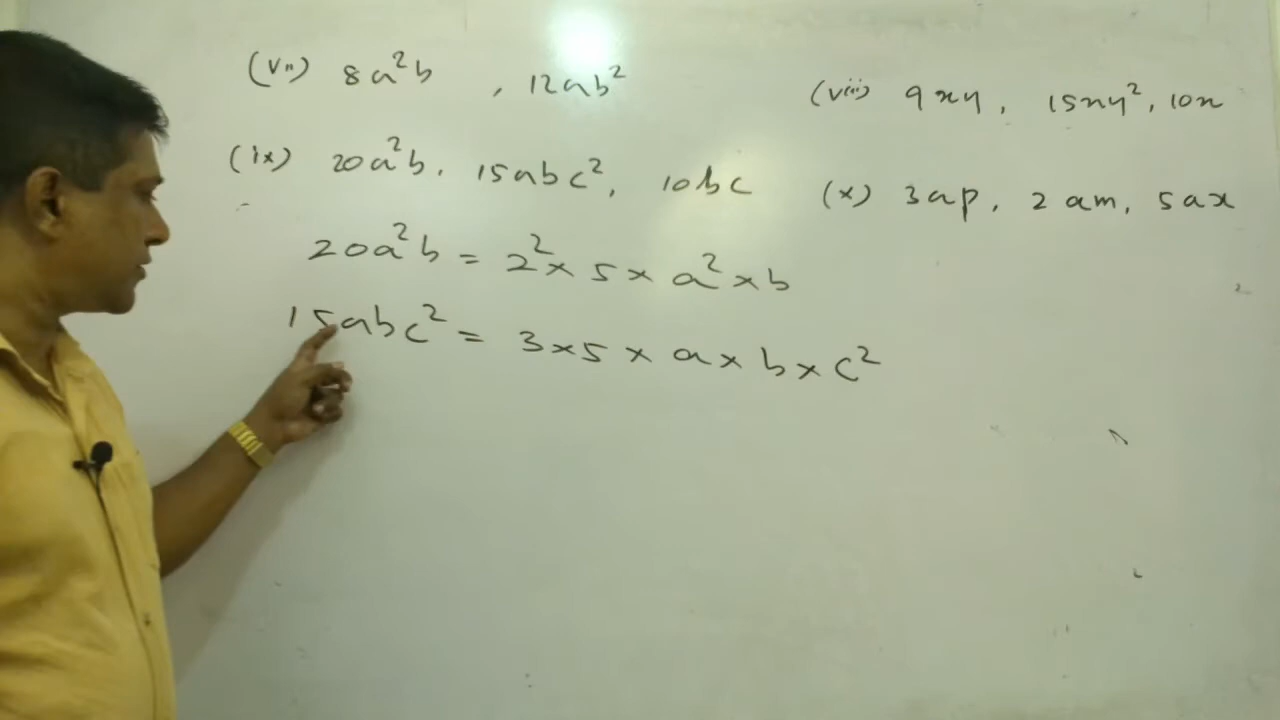 (vii) 8a²b , 12ab² (viii) 9xy, 15xy², 10x
(ix) 20a²b, 15abc², 10bc (x) 3ap, 2am, 5ax
20a²b = 2² × 5 × a² × b
15abc² = 3 × 5 × a × b × c²